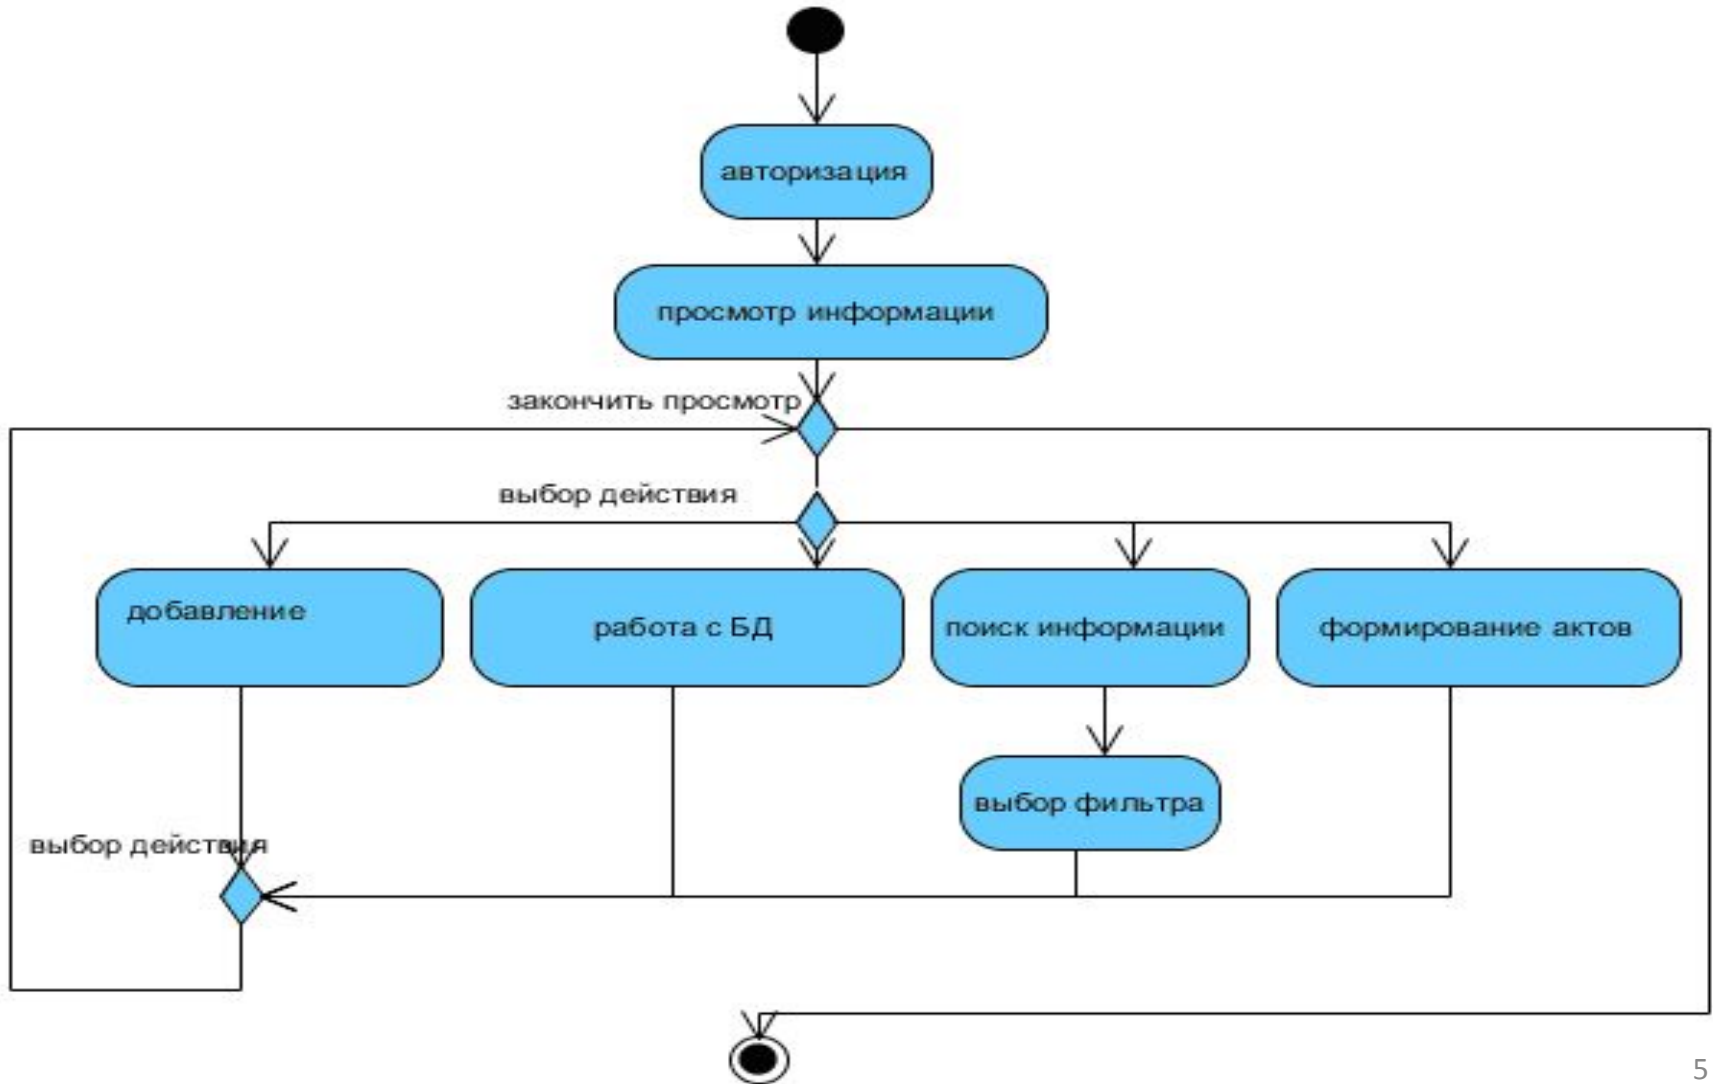 авторизация
просмотр информации
закончить просмотр
выбор действия
добавление
работа с БД
поиск информации
формирование актов
выбор фильтра
выбор действия
5